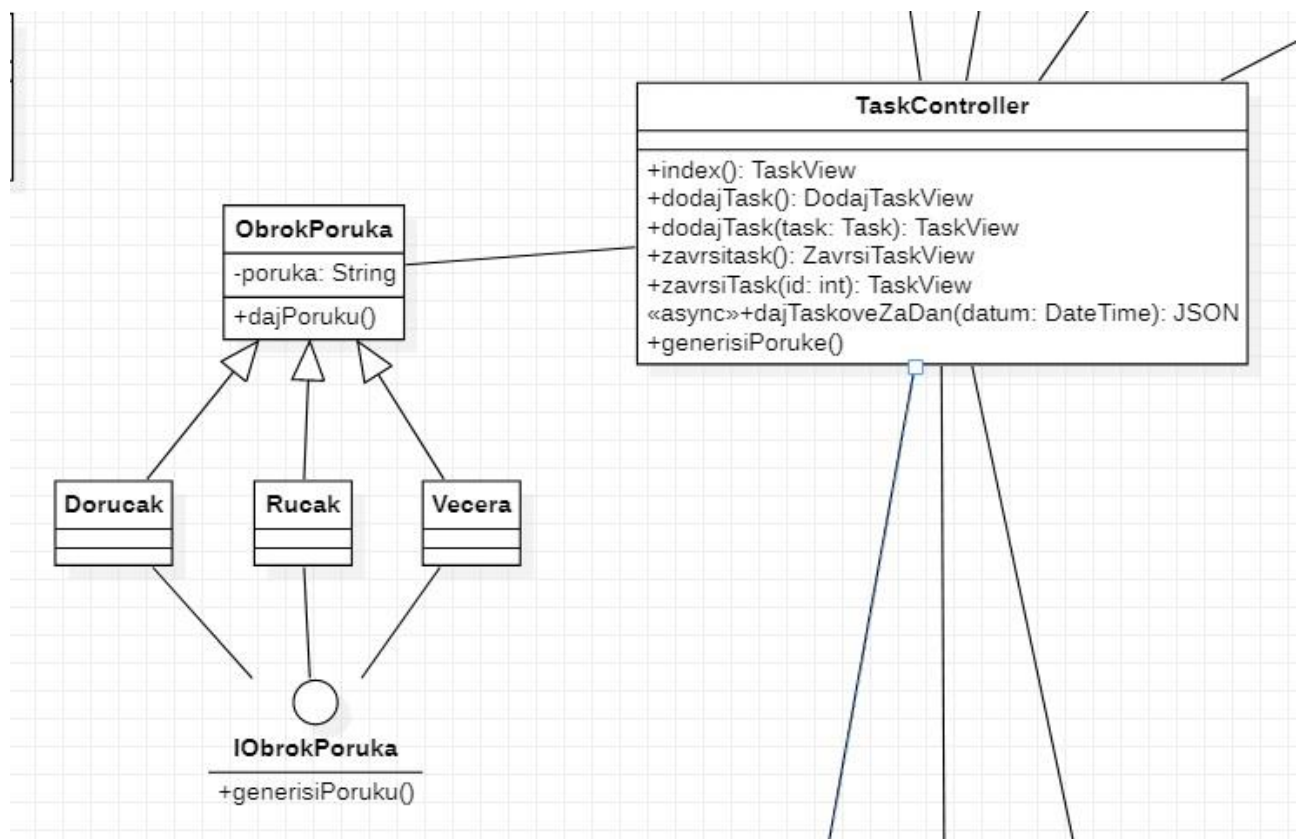 TaskController
+index(): TaskView
+dodajTask(): DodajTaskView
+dodajTask(task: Task): TaskView
+zavrsitask(): ZavrsiTaskView
+zavrsiTask(id: int): TaskView
«async»+dajTaskoveZaDan(datum: DateTime): JSON
+generisiPoruke()
ObrokPoruka
-poruka: String
+dajPoruku()
Dorucak
Rucak
Vecera
IObrokPoruka
+generisiPoruku()